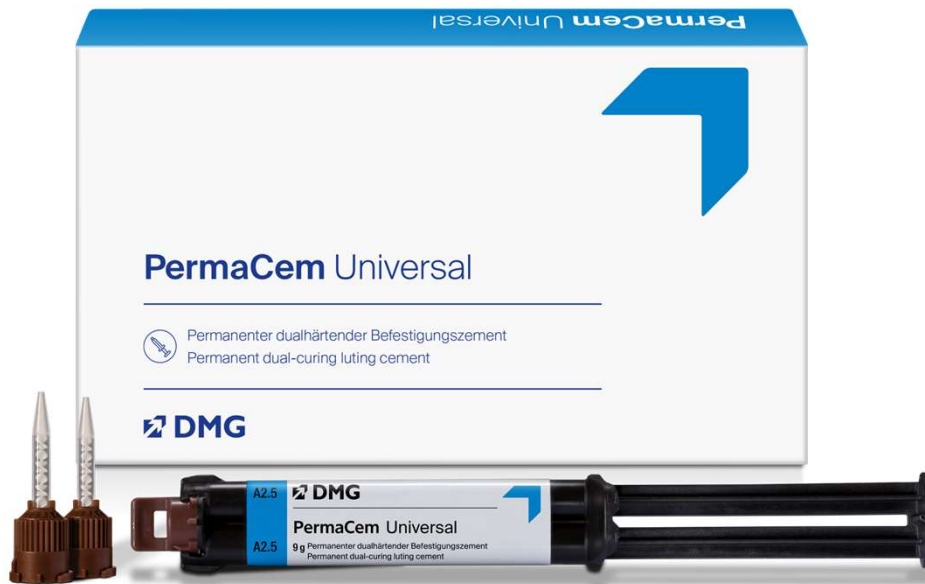 PermaCem Universal
PermaCem Universal
Permanenter dualhärtender Befestigungszement
Permanent dual-curing luting cement
DMG
A2.5
DMG
PermaCem Universal
A2.5
9 g Permanenter dualhärtender Befestigungszement
Permanent dual-curing luting cement